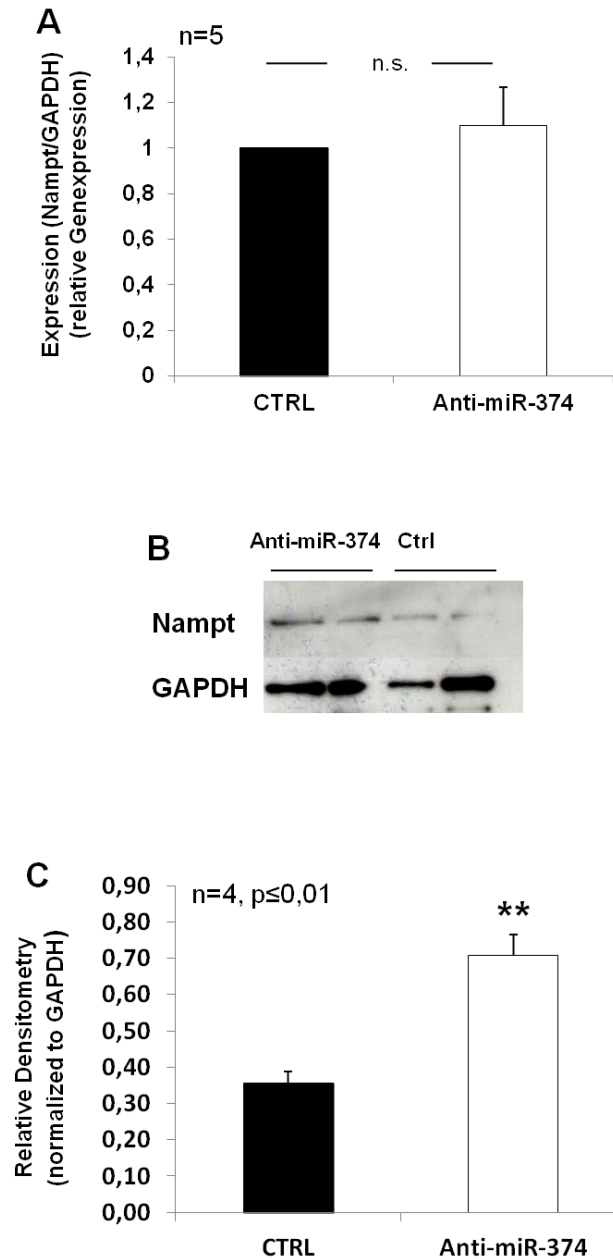 A
n=5
Expression (Nampt/GAPDH)
(relative Genexpression)
1,4
1,2
1
0,8
0,6
0,4
0,2
0
n.s.
CTRL
Anti-miR-374
B
Anti-miR-374 Ctrl
Nampt
GAPDH
C
n=4, p≤0,01
Relative Densitometry
(normalized to GAPDH)
0,90
0,80
0,70
0,60
0,50
0,40
0,30
0,20
0,10
0,00
**
CTRL
Anti-miR-374